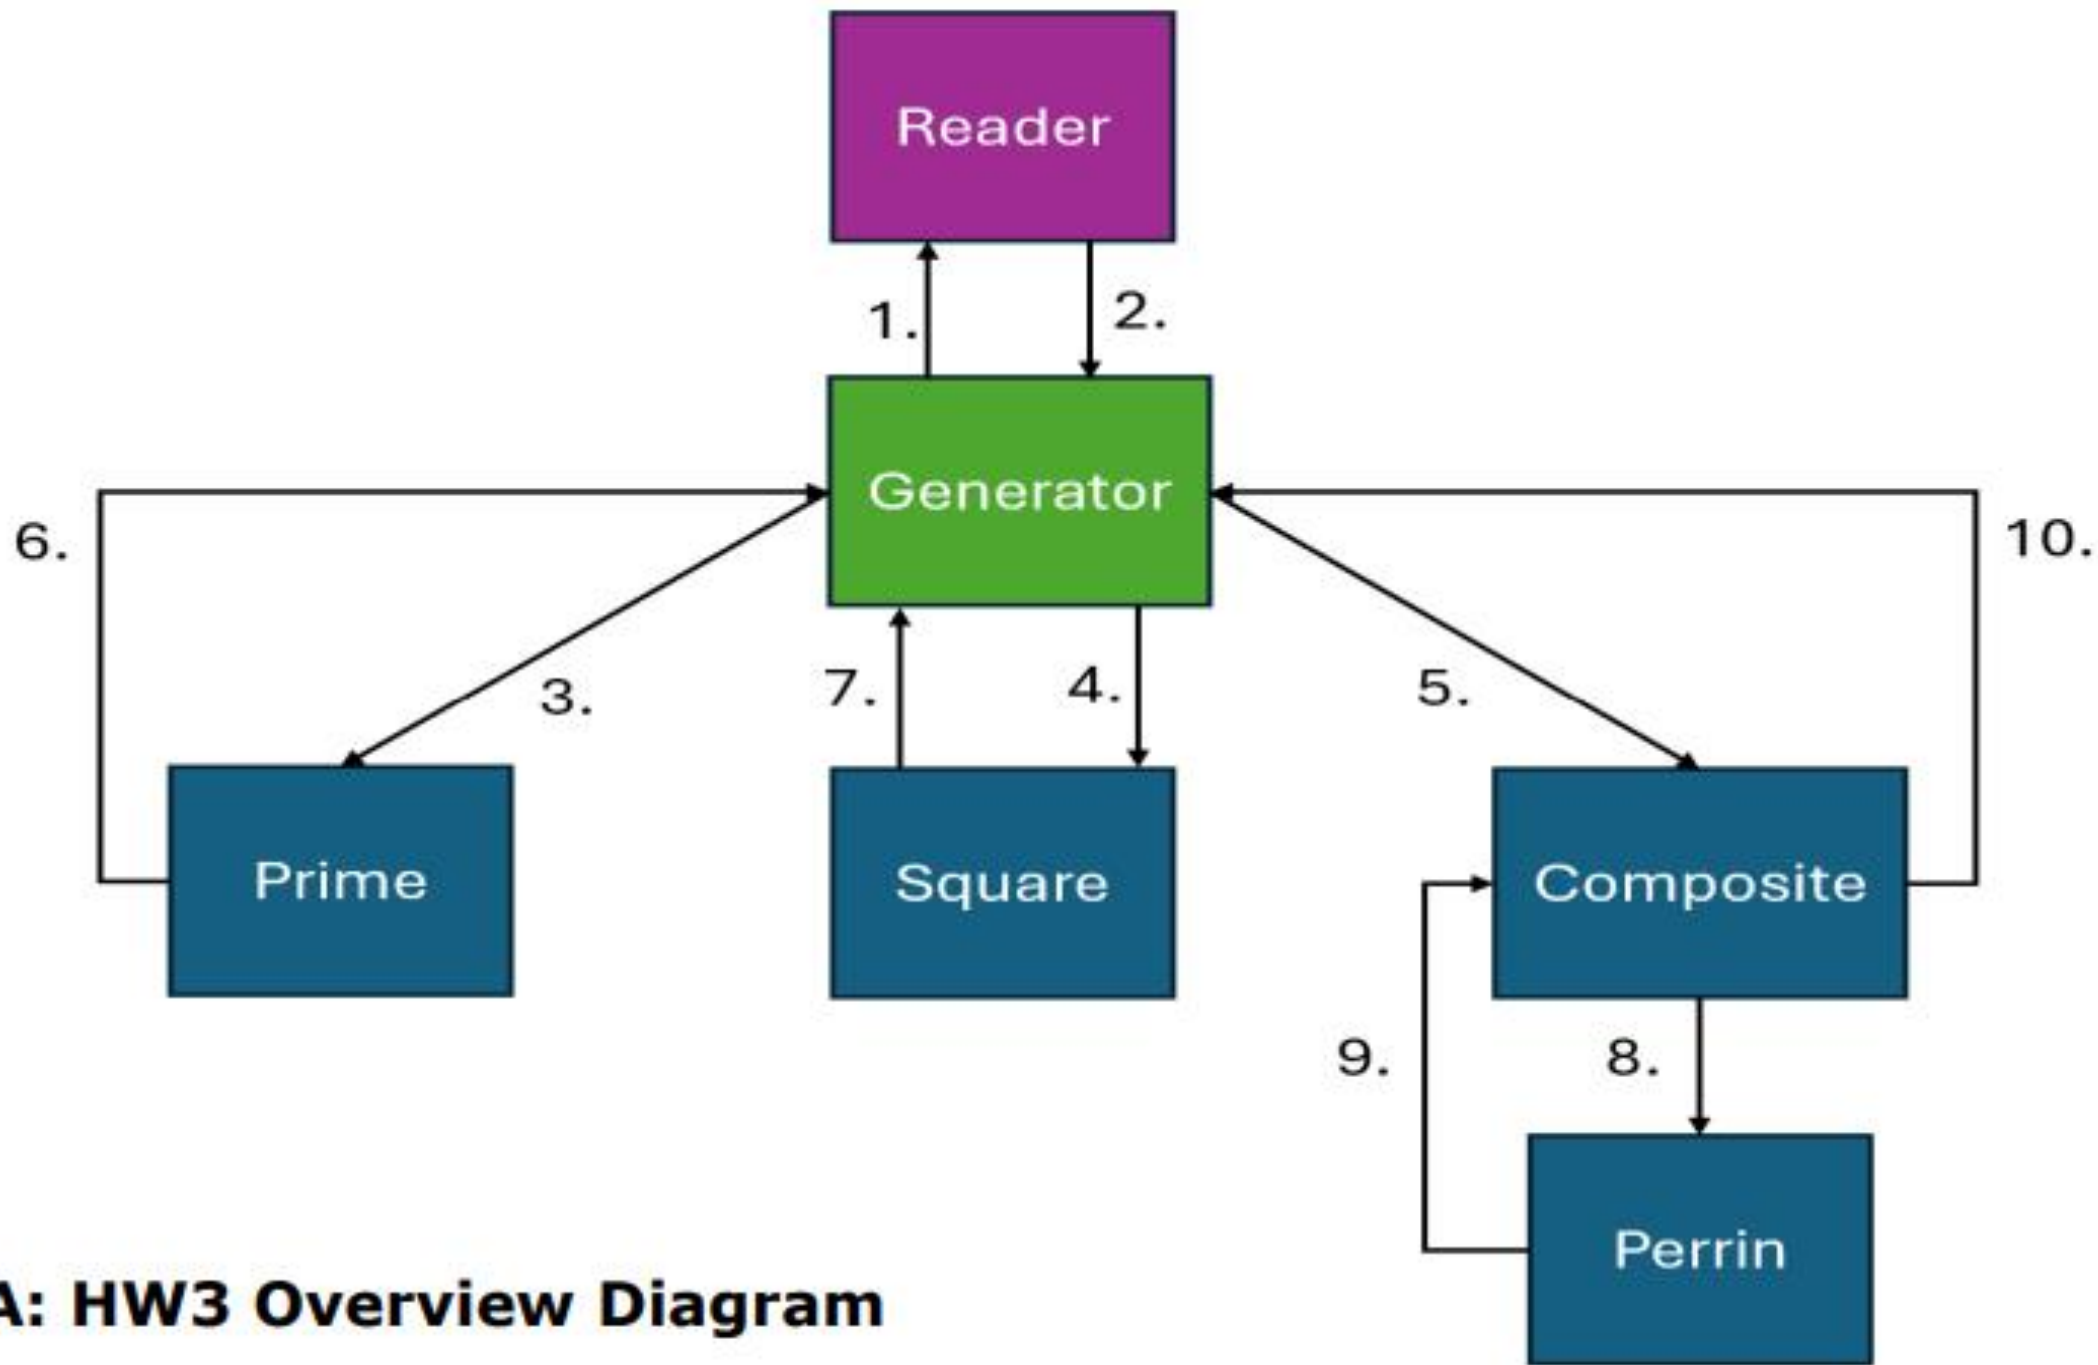 Reader
1.
2.
Generator
6.
10.
3.
7.
4.
5.
Prime
Square
Composite
9.
8.
Perrin
A: HW3 Overview Diagram